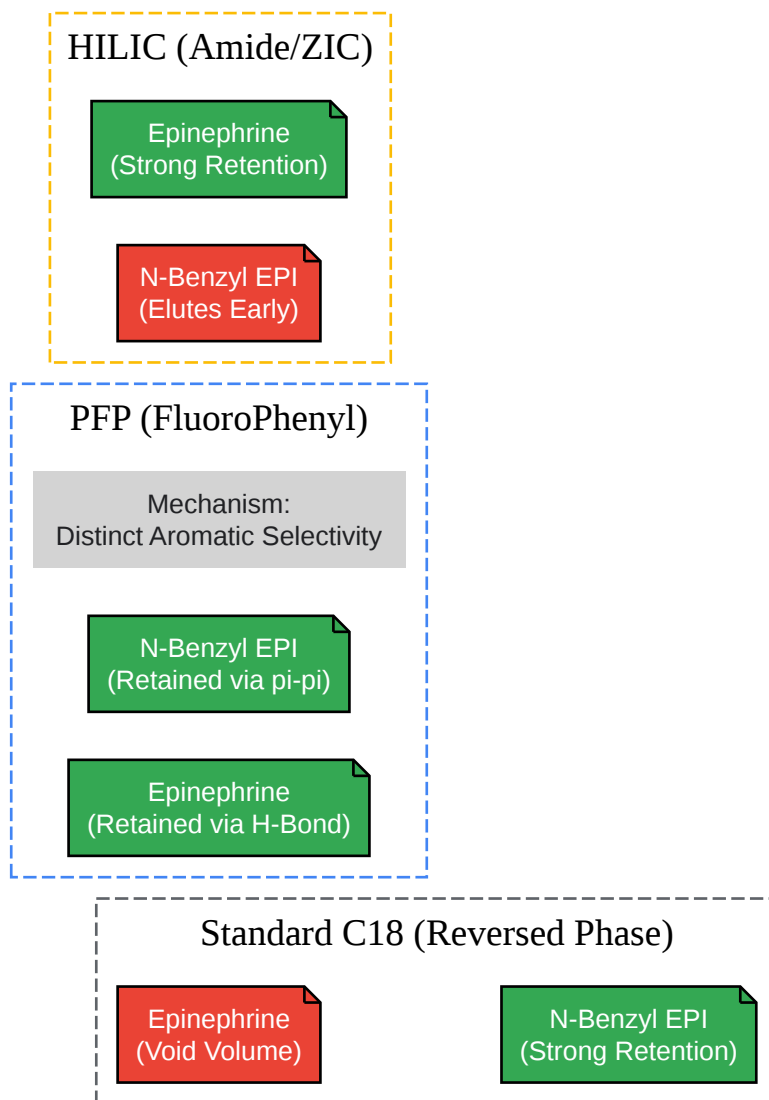 HILIC (Amide/ZIC)
Epinephrine
(Strong Retention)
N-Benzyl EPI
(Elutes Early)
PFP (FluoroPhenyl)
Mechanism:
Distinct Aromatic Selectivity
N-Benzyl EPI
(Retained via pi-pi)
Epinephrine
(Retained via H-Bond)
Standard C18 (Reversed Phase)
Epinephrine
(Void Volume)
N-Benzyl EPI
(Strong Retention)